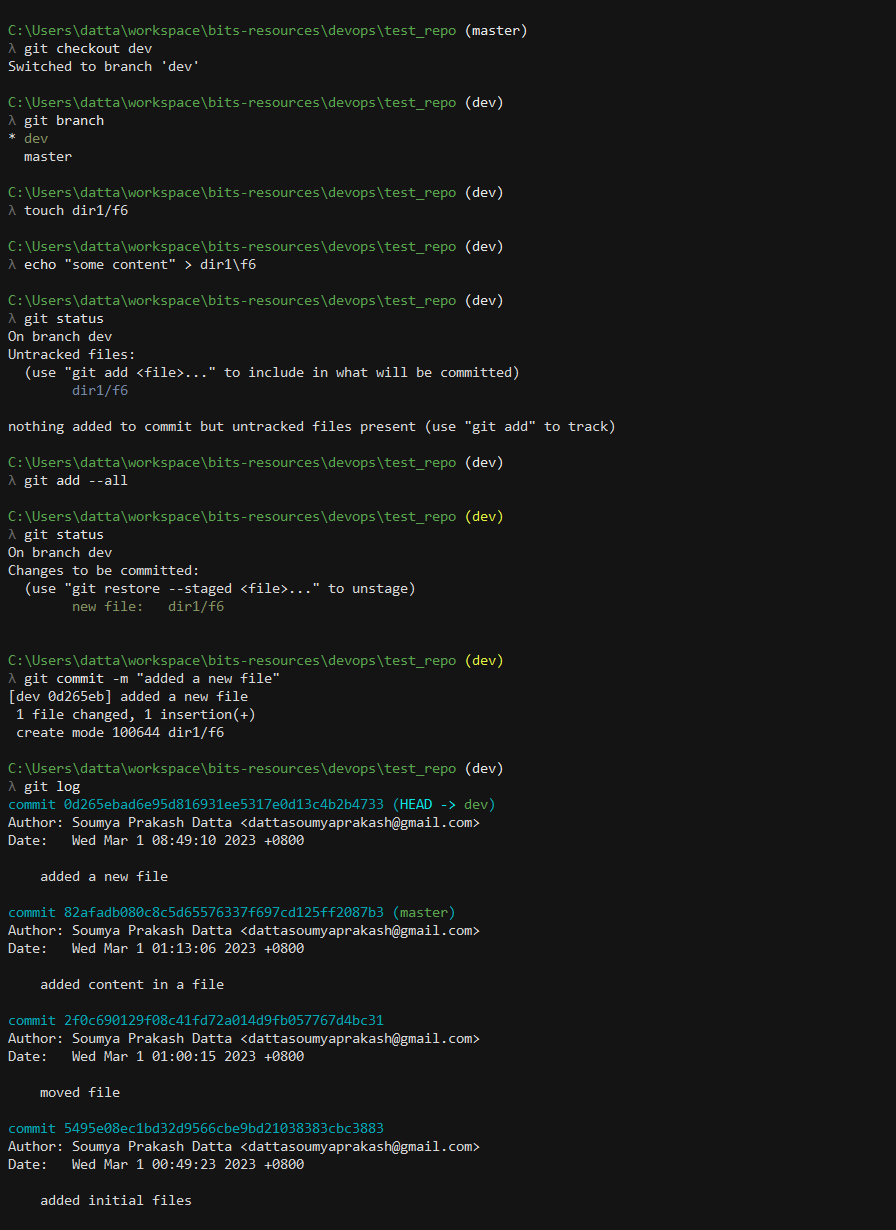 C:\Users\datta\workspace\bits-resources\devops\test_repo (master)
λ git checkout dev
Switched to branch 'dev'
C:\Users\datta\workspace\bits-resources\devops\test_repo (dev)
λ git branch
* dev
  master
C:\Users\datta\workspace\bits-resources\devops\test_repo (dev)
λ touch dir1/f6
C:\Users\datta\workspace\bits-resources\devops\test_repo (dev)
λ echo "some content" > dir1\f6
C:\Users\datta\workspace\bits-resources\devops\test_repo (dev)
λ git status
On branch dev
Untracked files:
  (use "git add <file>..." to include in what will be committed)
        dir1/f6
nothing added to commit but untracked files present (use "git add" to track)
C:\Users\datta\workspace\bits-resources\devops\test_repo (dev)
λ git add --all
C:\Users\datta\workspace\bits-resources\devops\test_repo (dev)
λ git status
On branch dev
Changes to be committed:
  (use "git restore --staged <file>..." to unstage)
        new file:   dir1/f6
C:\Users\datta\workspace\bits-resources\devops\test_repo (dev)
λ git commit -m "added a new file"
[dev 0d265eb] added a new file
 1 file changed, 1 insertion(+)
 create mode 100644 dir1/f6
C:\Users\datta\workspace\bits-resources\devops\test_repo (dev)
λ git log
commit 0d265ebad6e95d816931ee5317e0d13c4b2b4733 (HEAD -> dev)
Author: Soumya Prakash Datta <dattasoumyaprakash@gmail.com>
Date:   Wed Mar 1 08:49:10 2023 +0800
    added a new file
commit 82afadb080c8c5d65576337f697cd125ff2087b3 (master)
Author: Soumya Prakash Datta <dattasoumyaprakash@gmail.com>
Date:   Wed Mar 1 01:13:06 2023 +0800
    added content in a file
commit 2f0c690129f08c41fd72a014d9fb057767d4bc31
Author: Soumya Prakash Datta <dattasoumyaprakash@gmail.com>
Date:   Wed Mar 1 01:00:15 2023 +0800
    moved file
commit 5495e08ec1bd32d9566cbe9bd21038383cbc3883
Author: Soumya Prakash Datta <dattasoumyaprakash@gmail.com>
Date:   Wed Mar 1 00:49:23 2023 +0800
    added initial files